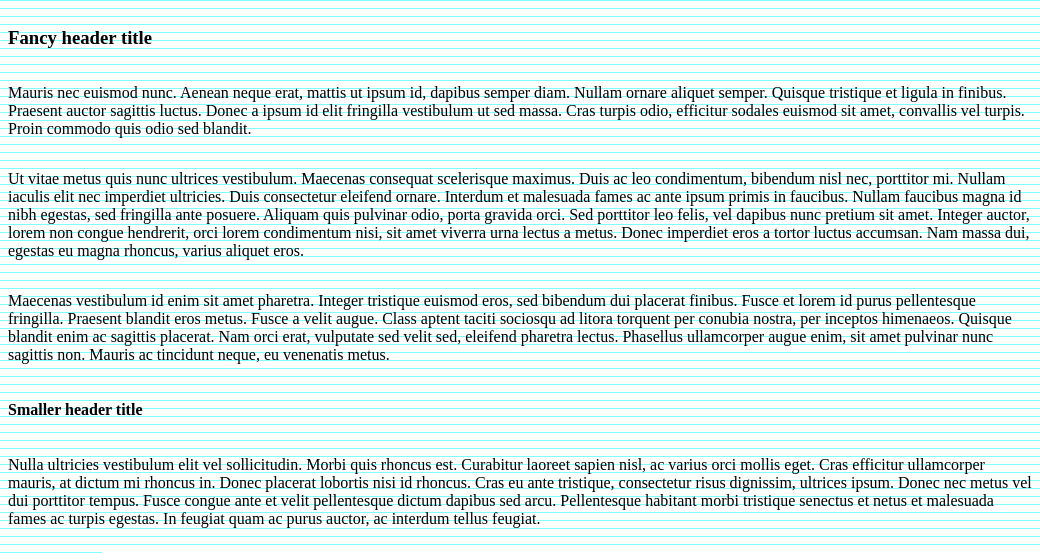 Fancy header title
Mauris nec euismod nunc. Aenean neque erat, mattis ut ipsum id, dapibus semper diam. Nullam ornare aliquet semper. Quisque tristique et ligula in finibus.
Praesent auctor sagittis luctus. Donec a ipsum id elit fringilla vestibulum ut sed massa. Cras turpis odio, efficitur sodales euismod sit amet, convallis vel turpis.
Proin commodo quis odio sed blandit.
Ut vitae metus quis nunc ultrices vestibulum. Maecenas consequat scelerisque maximus. Duis ac leo condimentum, bibendum nisl nec, porttitor mi. Nullam
iaculis elit nec imperdiet ultricies. Duis consectetur eleifend ornare. Interdum et malesuada fames ac ante ipsum primis in faucibus. Nullam faucibus magna id
nibh egestas, sed fringilla ante posuere. Aliquam quis pulvinar odio, porta gravida orci. Sed porttitor leo felis, vel dapibus nunc pretium sit amet. Integer auctor,
lorem non congue hendrerit, orci lorem condimentum nisi, sit amet viverra urna lectus a metus. Donec imperdiet eros a tortor luctus accumsan. Nam massa dui,
egestas eu magna rhoncus, varius aliquet eros.
Maecenas vestibulum id enim sit amet pharetra. Integer tristique euismod eros, sed bibendum dui placerat finibus. Fusce et lorem id purus pellentesque
fringilla. Praesent blandit eros metus. Fusce a velit augue. Class aptent taciti sociosqu ad litora torquent per conubia nostra, per inceptos himenaeos. Quisque
blandit enim ac sagittis placerat. Nam orci erat, vulputate sed velit sed, eleifend pharetra lectus. Phasellus ullamcorper augue enim, sit amet pulvinar nunc
sagittis non. Mauris ac tincidunt neque, eu venenatis metus.
Smaller header title
Nulla ultricies vestibulum elit vel sollicitudin. Morbi quis rhoncus est. Curabitur laoreet sapien nisl, ac varius orci mollis eget. Cras efficitur ullamcorper
mauris, at dictum mi rhoncus in. Donec placerat lobortis nisi id rhoncus. Cras eu ante tristique, consectetur risus dignissim, ultrices ipsum. Donec nec metus vel
dui porttitor tempus. Fusce congue ante et velit pellentesque dictum dapibus sed arcu. Pellentesque habitant morbi tristique senectus et netus et malesuada
fames ac turpis egestas. In feugiat quam ac purus auctor, ac interdum tellus feugiat.